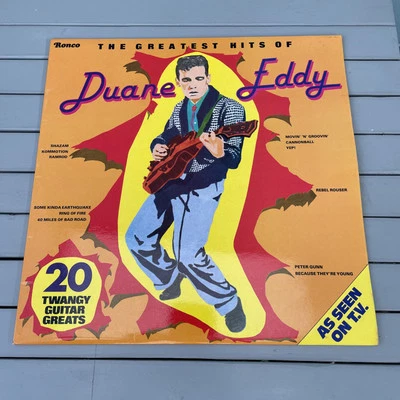 Ronco
THE GREATEST HITS OF
Duane Eddy
SHAZAM
KOMMOTION
RAMROD
MOVIN' 'N' GROOVIN'
CANNONBALL
YEP!
REBEL ROUSER
SOME KINDA EARTHQUAKE
RING OF FIRE
40 MILES OF BAD ROAD
PETER GUNN
BECAUSE THEY'RE YOUNG
20
TWANGY
GUITAR
GREATS
AS SEEN
ON T.V.